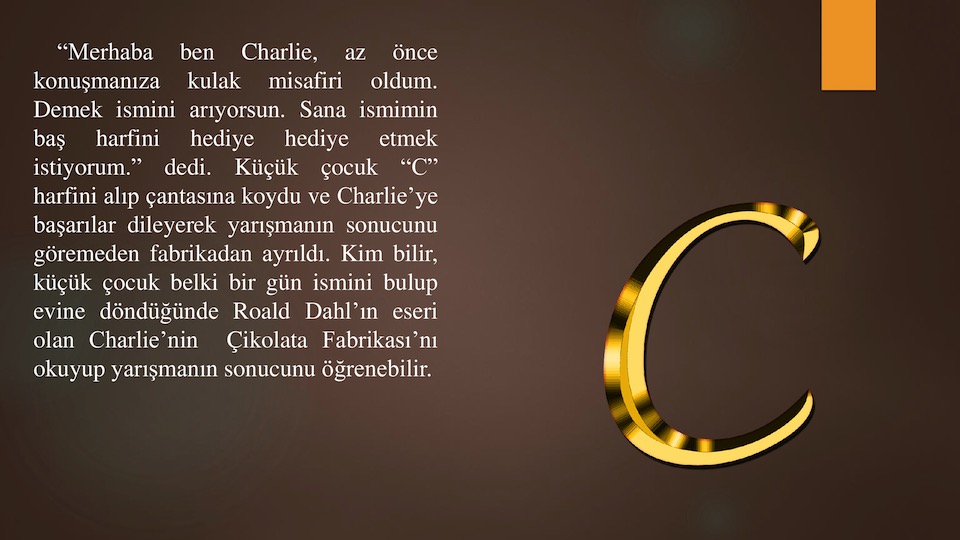 “Merhaba ben Charlie, az önce
konuşmanıza kulak misafiri oldum.
Demek ismini arıyorsun. Sana ismimin
baş harfini hediye hediye etmek
istiyorum.” dedi. Küçük çocuk “C”
harfini alıp çantasına koydu ve Charlie’ye
başarılar dileyerek yarışmanın sonucunu
göremeden fabrikadan ayrıldı. Kim bilir,
küçük çocuk belki bir gün ismini bulup
evine döndüğünde Roald Dahl’ın eseri
olan Charlie’nin Çikolata Fabrikası’nı
okuyup yarışmanın sonucunu öğrenebilir.
C